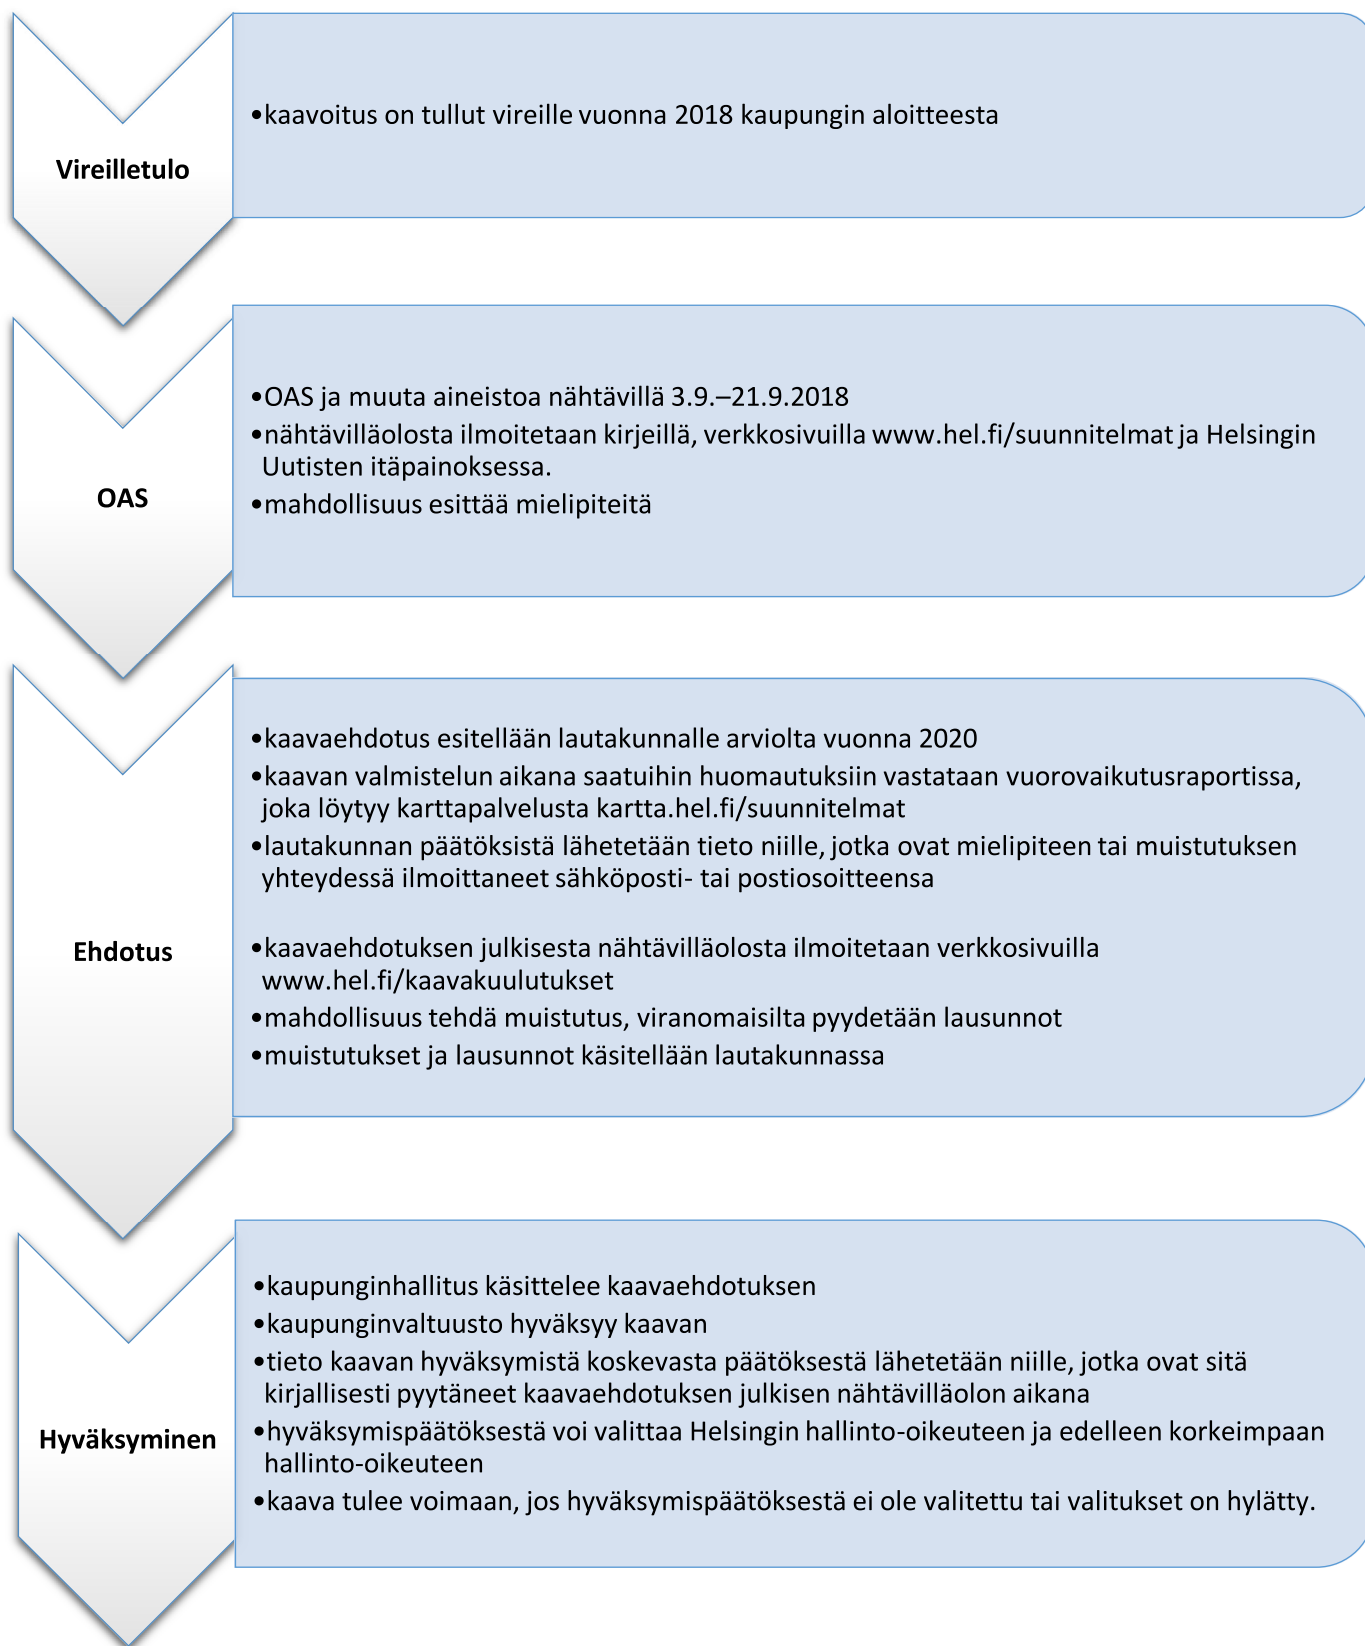 Vireilletulo
•kaavoitus on tullut vireille vuonna 2018 kaupungin aloitteesta
OAS
•OAS ja muuta aineistoa nähtävillä 3.9.–21.9.2018
•nähtävilläolosta ilmoitetaan kirjeillä, verkkosivuilla www.hel.fi/suunnitelmat ja Helsingin
Uutisten itäpainoksessa.
•mahdollisuus esittää mielipiteitä
Ehdotus
•kaavaehdotus esitellään lautakunnalle arviolta vuonna 2020
•kaavan valmistelun aikana saatuihin huomautuksiin vastataan vuorovaikutusraportissa,
joka löytyy karttapalvelusta kartta.hel.fi/suunnitelmat
•lautakunnan päätöksistä lähetetään tieto niille, jotka ovat mielipiteen tai muistutuksen
yhteydessä ilmoittaneet sähköposti- tai postiosoitteensa
•kaavaehdotuksen julkisesta nähtävilläolosta ilmoitetaan verkkosivuilla
www.hel.fi/kaavakuulutukset
•mahdollisuus tehdä muistutus, viranomaisilta pyydetään lausunnot
•muistutukset ja lausunnot käsitellään lautakunnassa
Hyväksyminen
•kaupunginhallitus käsittelee kaavaehdotuksen
•kaupunginvaltuusto hyväksyy kaavan
•tieto kaavan hyväksymistä koskevasta päätöksestä lähetetään niille, jotka ovat sitä
kirjallisesti pyytäneet kaavaehdotuksen julkisen nähtävilläolon aikana
•hyväksymispäätöksestä voi valittaa Helsingin hallinto-oikeuteen ja edelleen korkeimpaan
hallinto-oikeuteen
•kaava tulee voimaan, jos hyväksymispäätöksestä ei ole valitettu tai valitukset on hylätty.